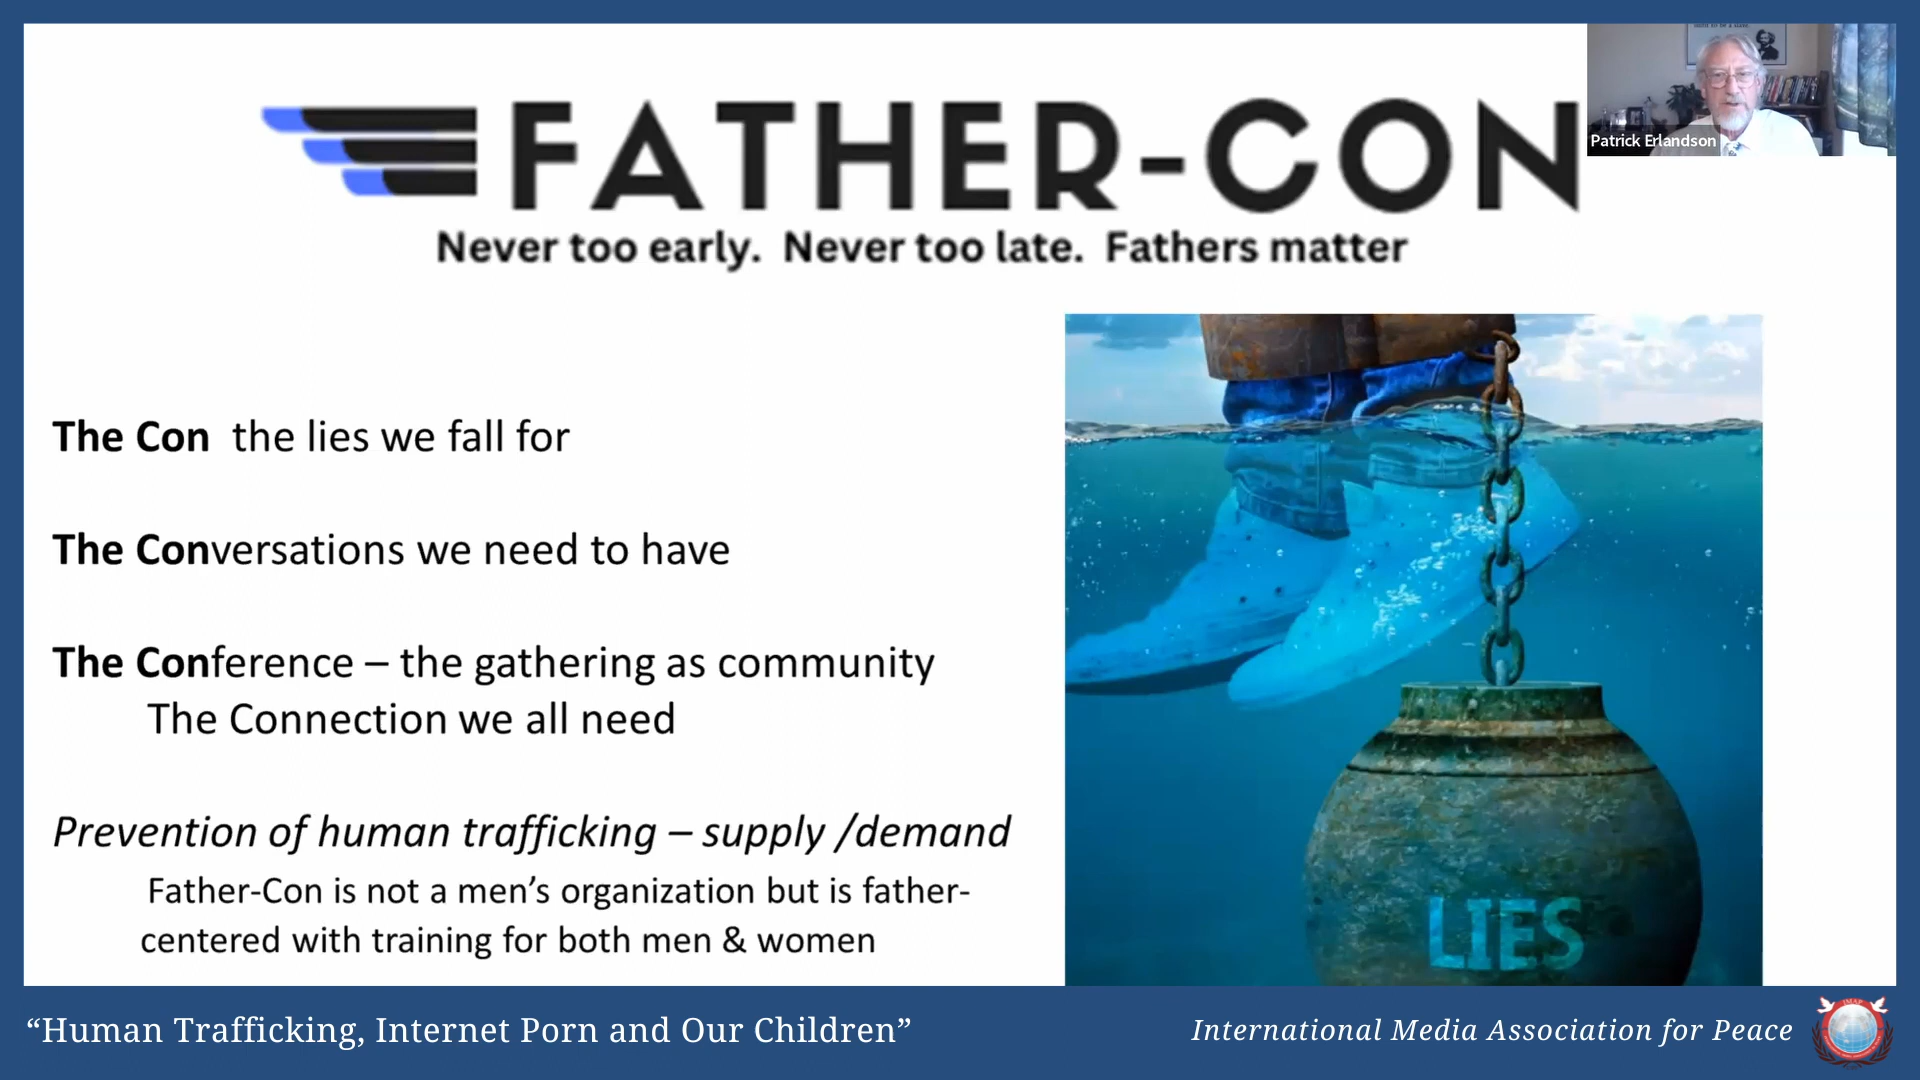 FATHER-CON
Never too early. Never too late. Fathers matter
Patrick Erlandson
The Con the lies we fall for
The Conversations we need to have
The Conference – the gathering as community
The Connection we all need
Prevention of human trafficking – supply /demand
Father-Con is not a men’s organization but is father-
centered with training for both men & women
LIES
“Human Trafficking, Internet Porn and Our Children”
International Media Association for Peace